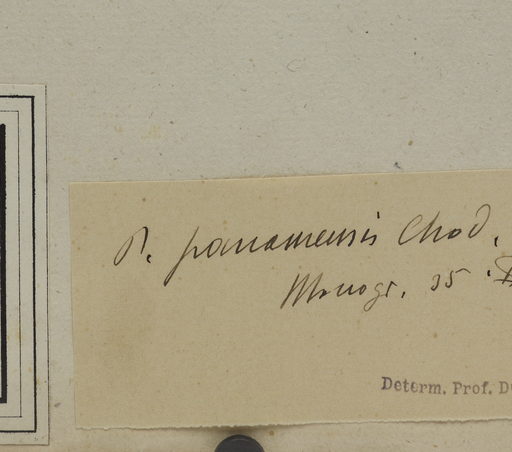 P. panamensis Chod.
Monogr. 35.
Determ. Prof. D